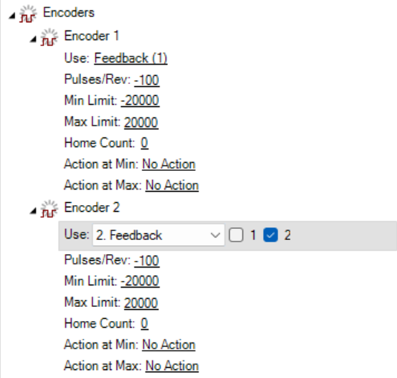 Encoders
Encoder 1
Use: Feedback (1)
Pulses/Rev: -100
Min Limit: -20000
Max Limit: 20000
Home Count: 0
Action at Min: No Action
Action at Max: No Action
Encoder 2
Use: 2. Feedback 1 2
Pulses/Rev: -100
Min Limit: -20000
Max Limit: 20000
Home Count: 0
Action at Min: No Action
Action at Max: No Action